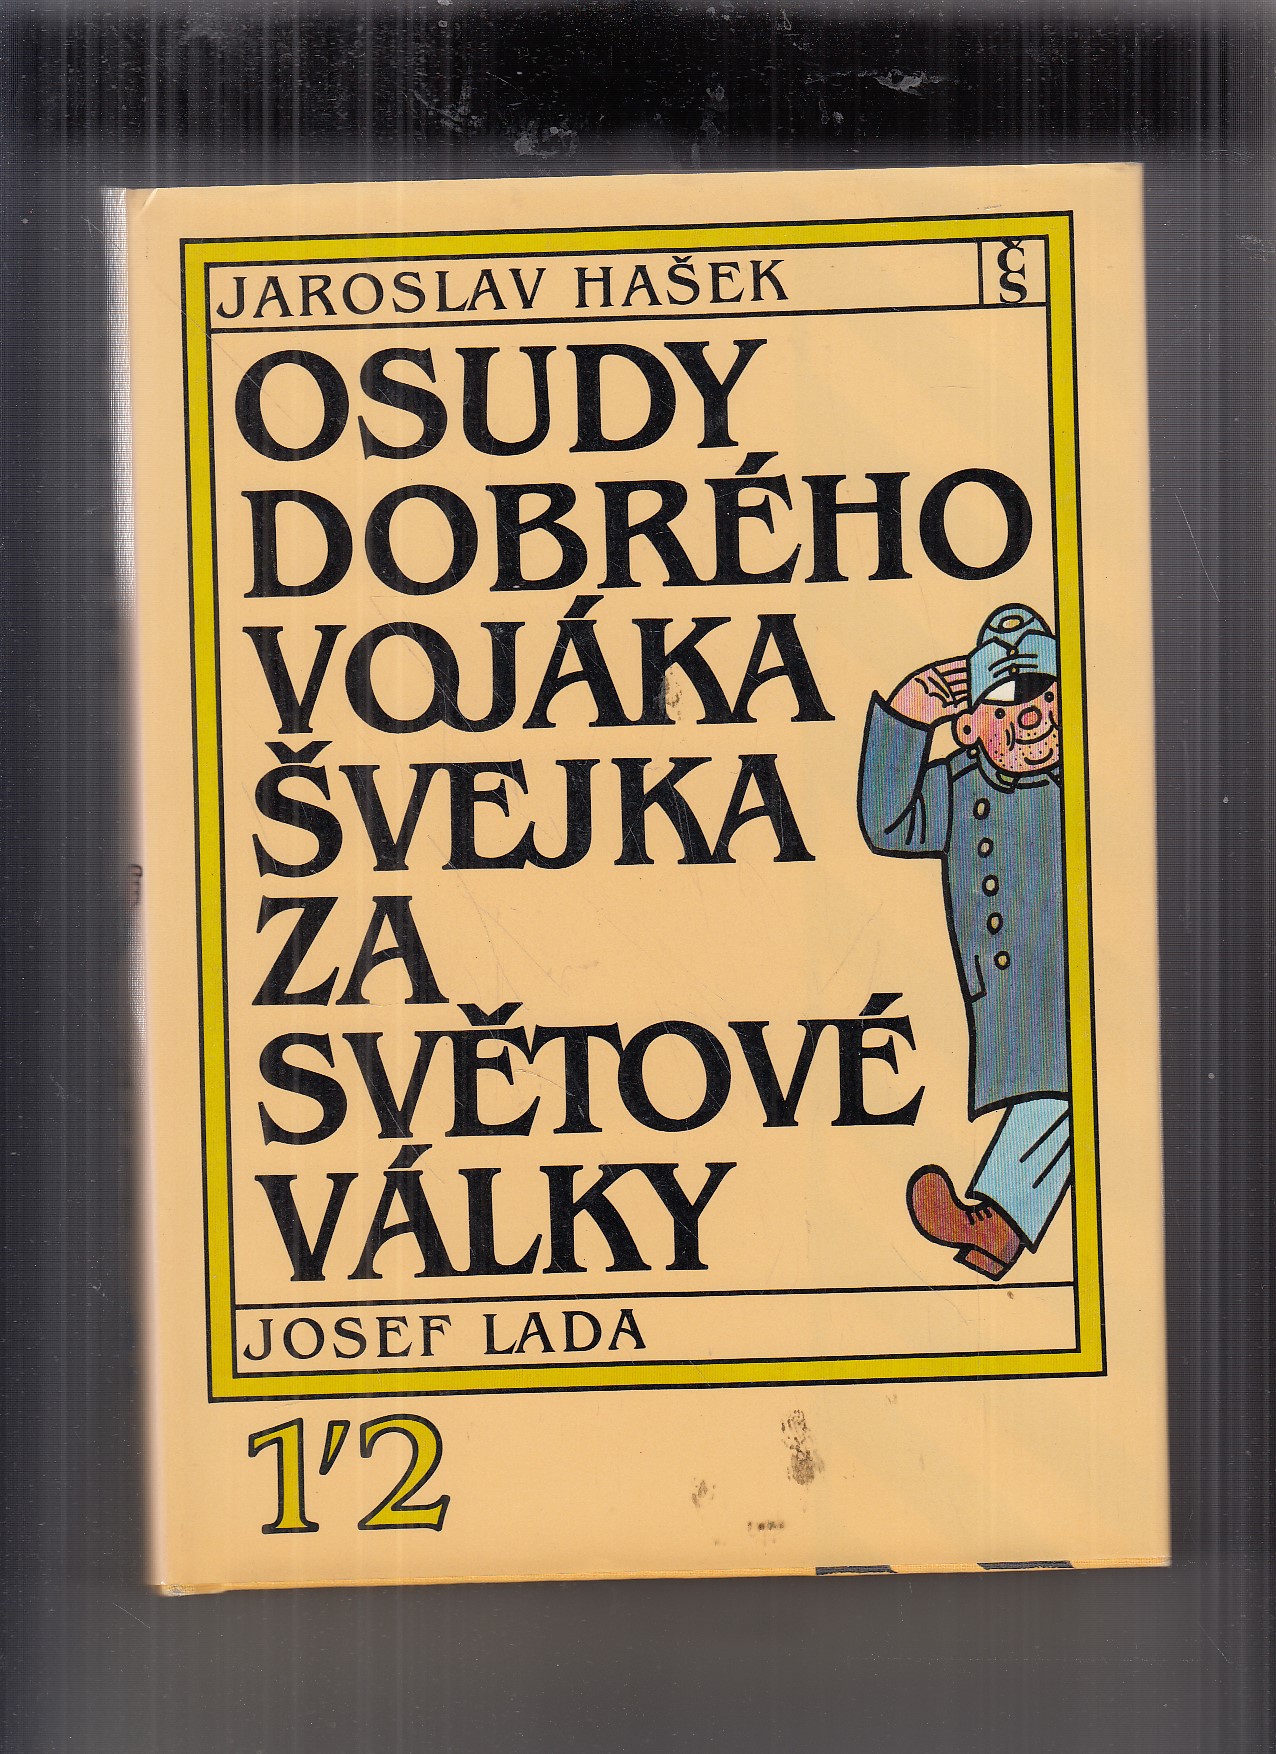 JAROSLAV HAŠEK
ČS
OSUDY
DOBRÉHO
VOJÁKA
ŠVEJKA
ZA
SVĚTOVÉ
VÁLKY
JOSEF LADA
1'2